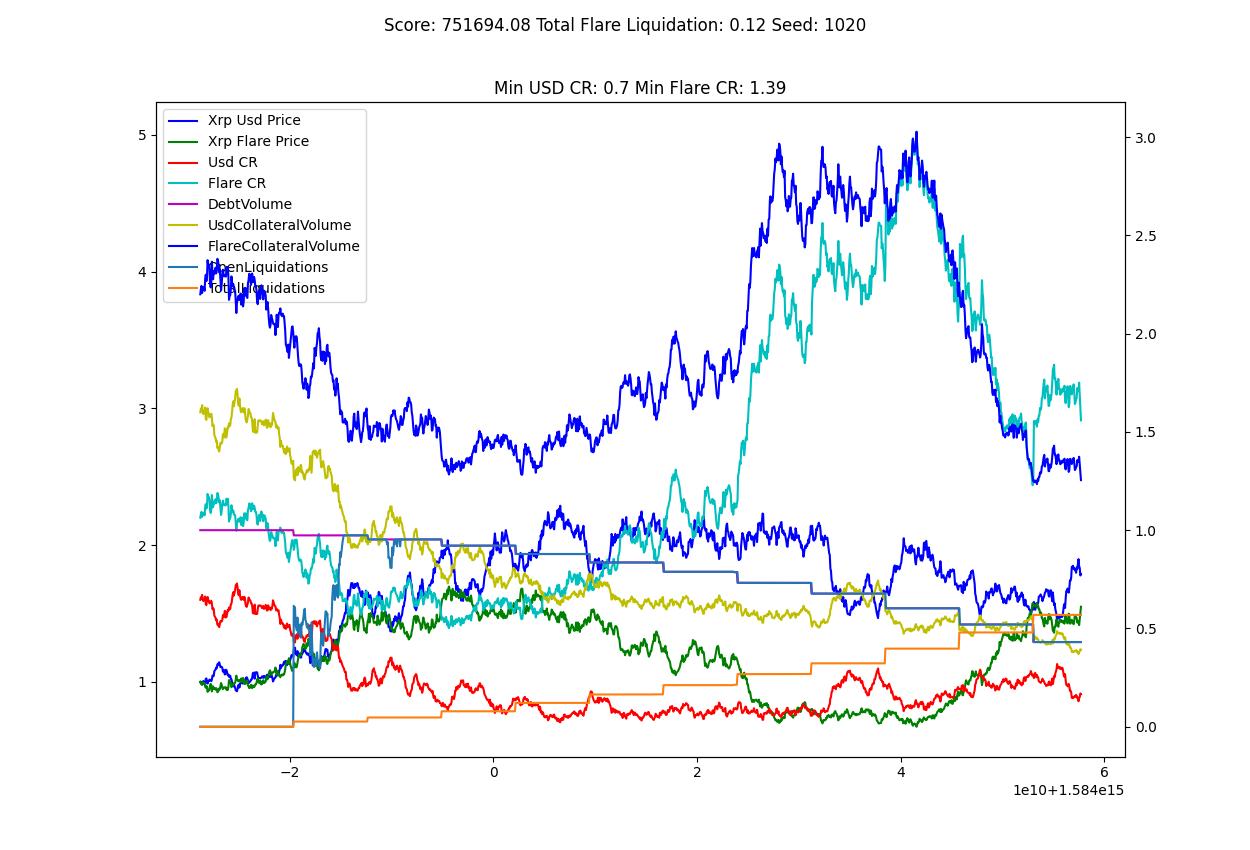 Score: 751694.08 Total Flare Liquidation: 0.12 Seed: 1020
Min USD CR: 0.7 Min Flare CR: 1.39
Xrp Usd Price
Xrp Flare Price
Usd CR
Flare CR
DebtVolume
UsdCollateralVolume
FlareCollateralVolume
OpenLiquidations
TotalLiquidations
5
4
3
2
1
3.0
2.5
2.0
1.5
1.0
0.5
0.0
−2
0
2
4
6
1e10+1.584e15